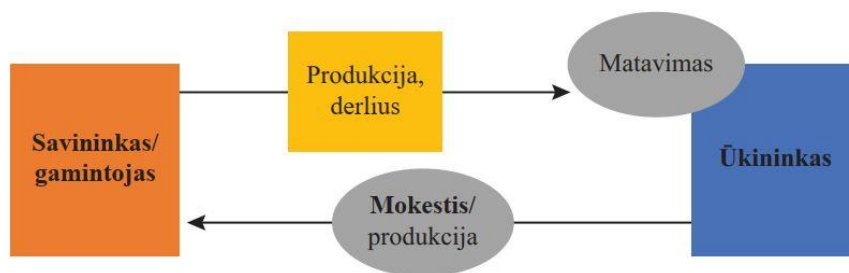 Savininkas/
gamintojas
Produkcija,
derlius
Matavimas
Ūkininkas
Mokestis/
produkcija